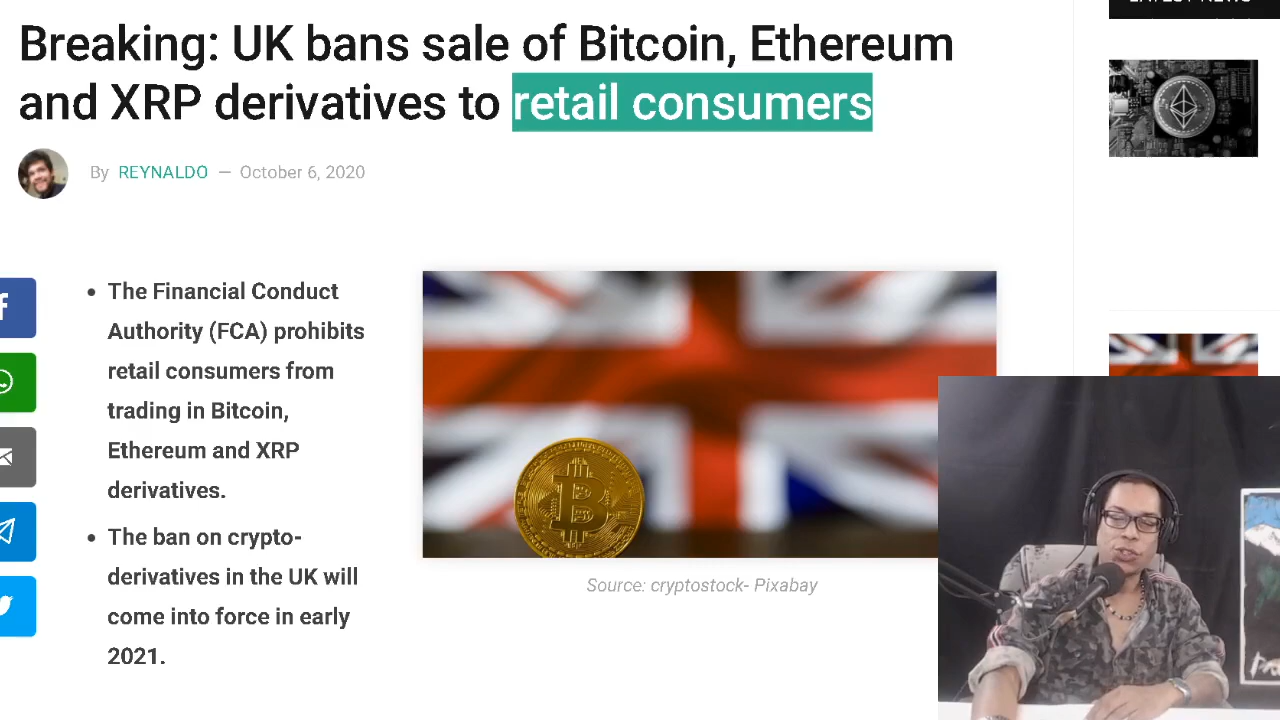 Breaking: UK bans sale of Bitcoin, Ethereum
and XRP derivatives to retail consumers
By REYNALDO — October 6, 2020
The Financial Conduct
Authority (FCA) prohibits
retail consumers from
trading in Bitcoin,
Ethereum and XRP
derivatives.
The ban on crypto-
derivatives in the UK will
come into force in early
2021.
Source: cryptostock- Pixabay